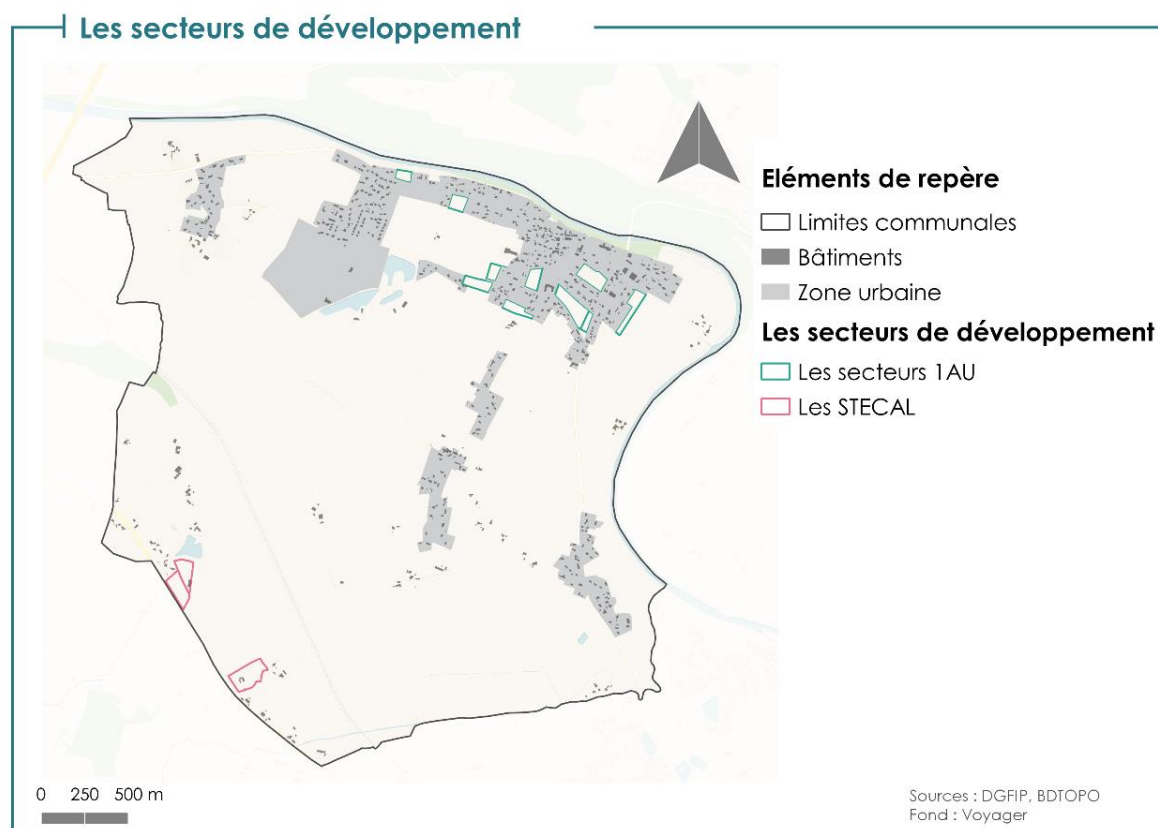 Les secteurs de développement
Eléments de repère
Limites communales
Bâtiments
Zone urbaine
Les secteurs de développement
Les secteurs 1AU
Les STECAL
0 250 500 m
Sources : DGFIP, BDTOPO
Fond : Voyager